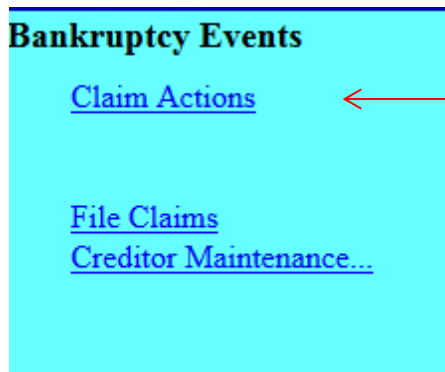 Bankruptcy Events
Claim Actions
File Claims
Creditor Maintenance...